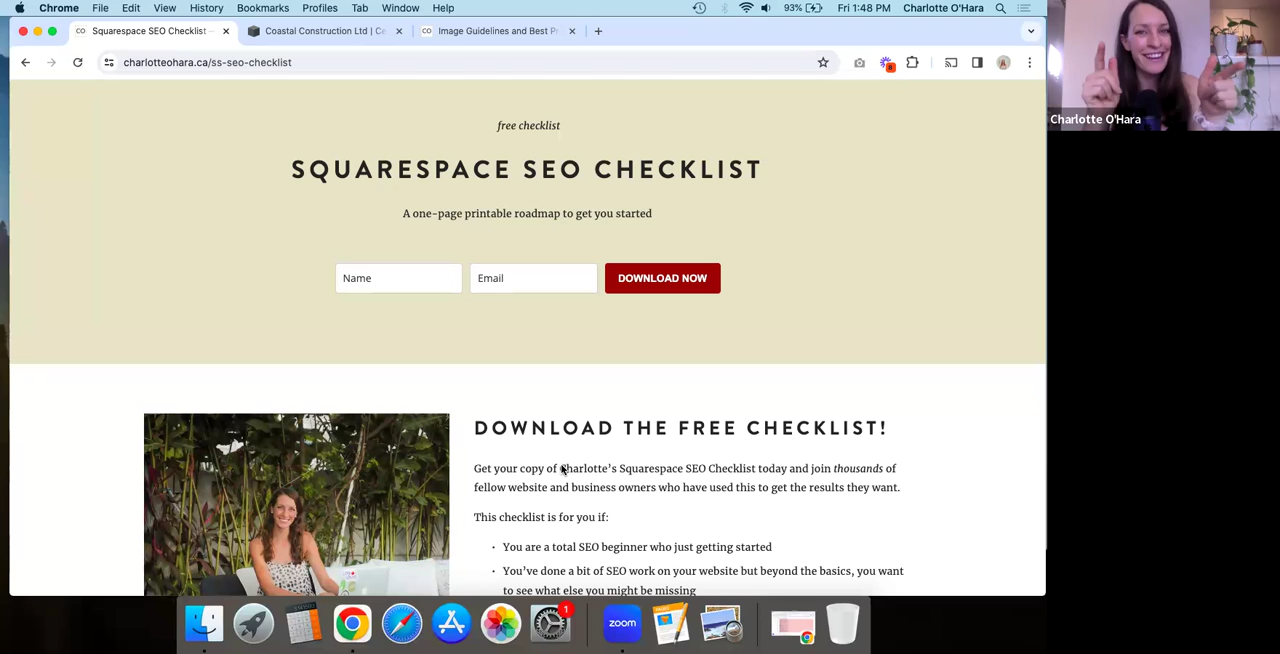 Chrome File Edit View History Bookmarks Profiles Tab Window Help 93% Fri 1:48 PM Charlotte O'Hara
CO Squarespace SEO Checklist Coastal Construction Ltd | Ce CO Image Guidelines and Best P
charlotteohara.ca/ss-seo-checklist 8
Charlotte O'Hara
free checklist
SQUARESPACE SEO CHECKLIST
A one-page printable roadmap to get you started
Name Email DOWNLOAD NOW
DOWNLOAD THE FREE CHECKLIST!
Get your copy of Charlotte's Squarespace SEO Checklist today and join thousands of
fellow website and business owners who have used this to get the results they want.
This checklist is for you if:
· You are a total SEO beginner who just getting started
· You've done a bit of SEO work on your website but beyond the basics, you want
to see what else you might be missing
1
zoom